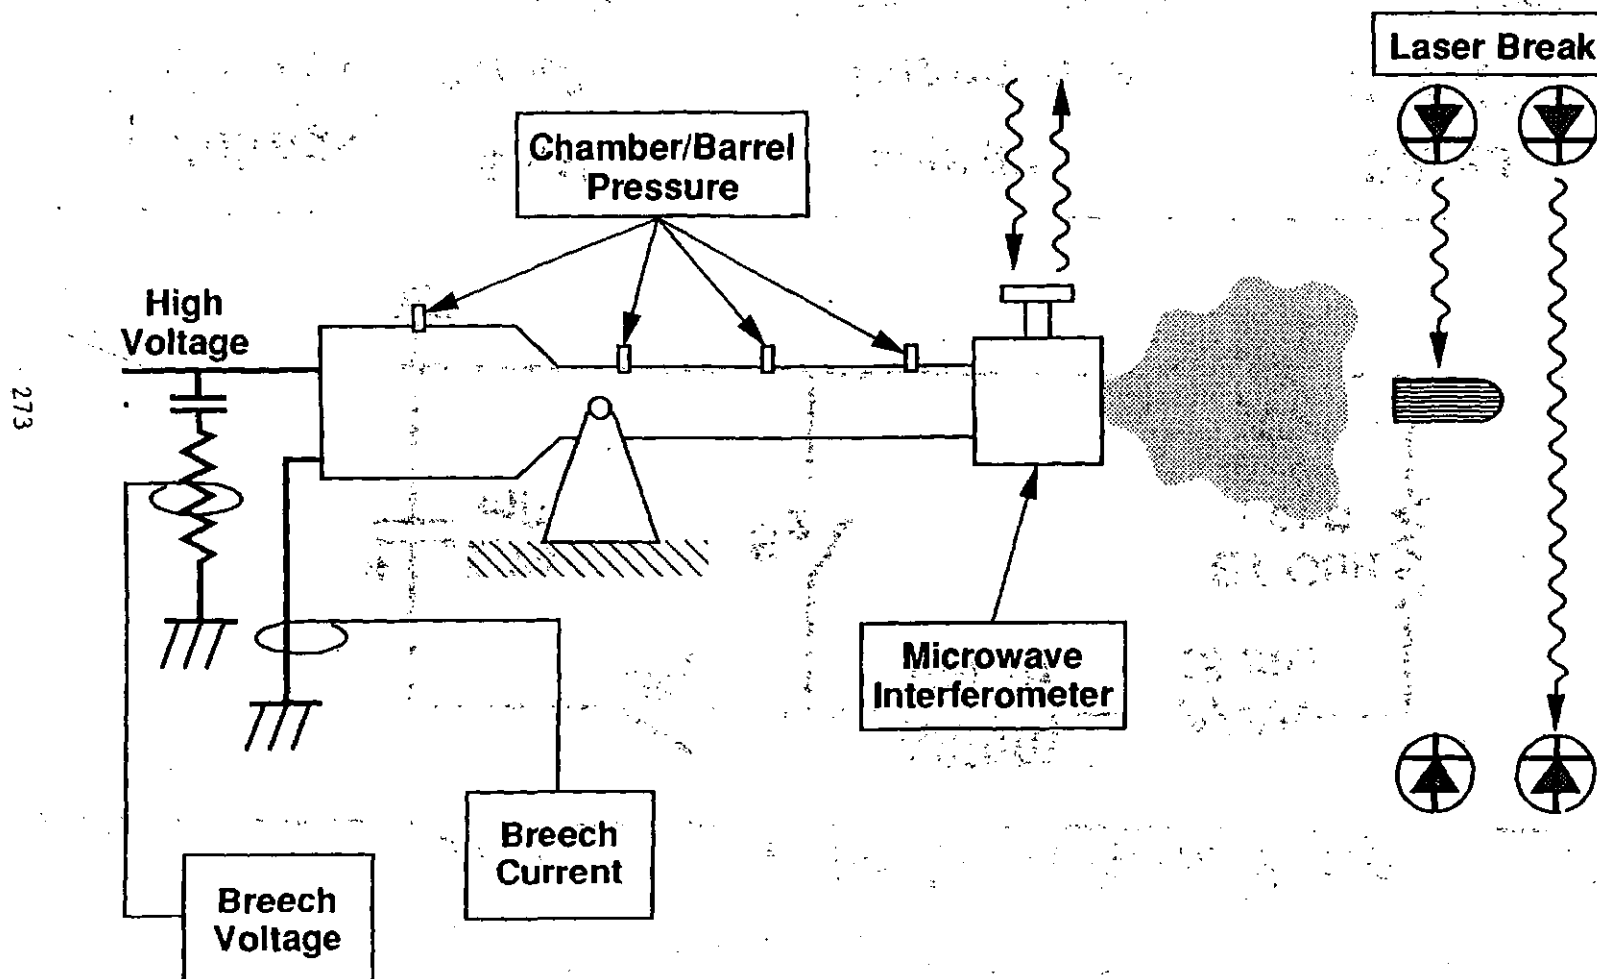 Laser Break
Chamber/Barrel
Pressure
High
Voltage
273
Microwave
Interferometer
Breech
Current
Breech
Voltage